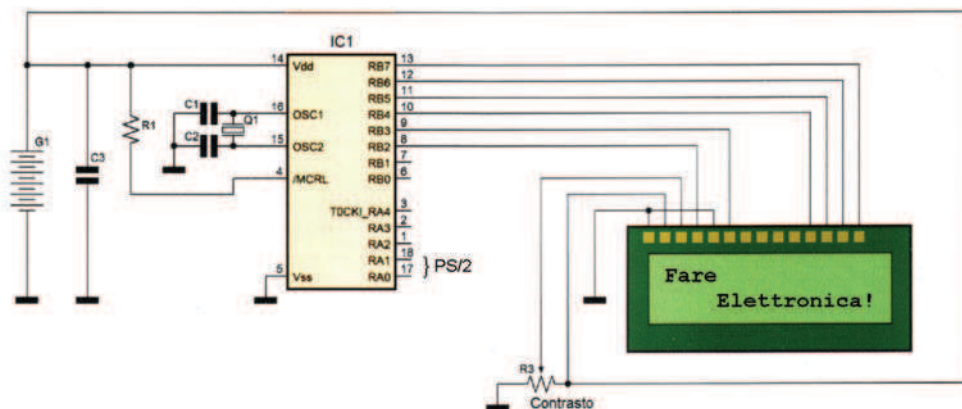 IC1
14 Vdd RB7 13
RB6 12
RB5 11
C1 16 OSC1 RB4 10
Q1 RB3 9
R1 C2 15 OSC2 RB2 8
G1 C3 RB1 7
4 /MCRL RB0 6
T0CKI_RA4 3
RA3 2
RA2 1
RA1 18
PS/2
5 Vss RA0 17
Fare
Elettronica!
R3
Contrasto